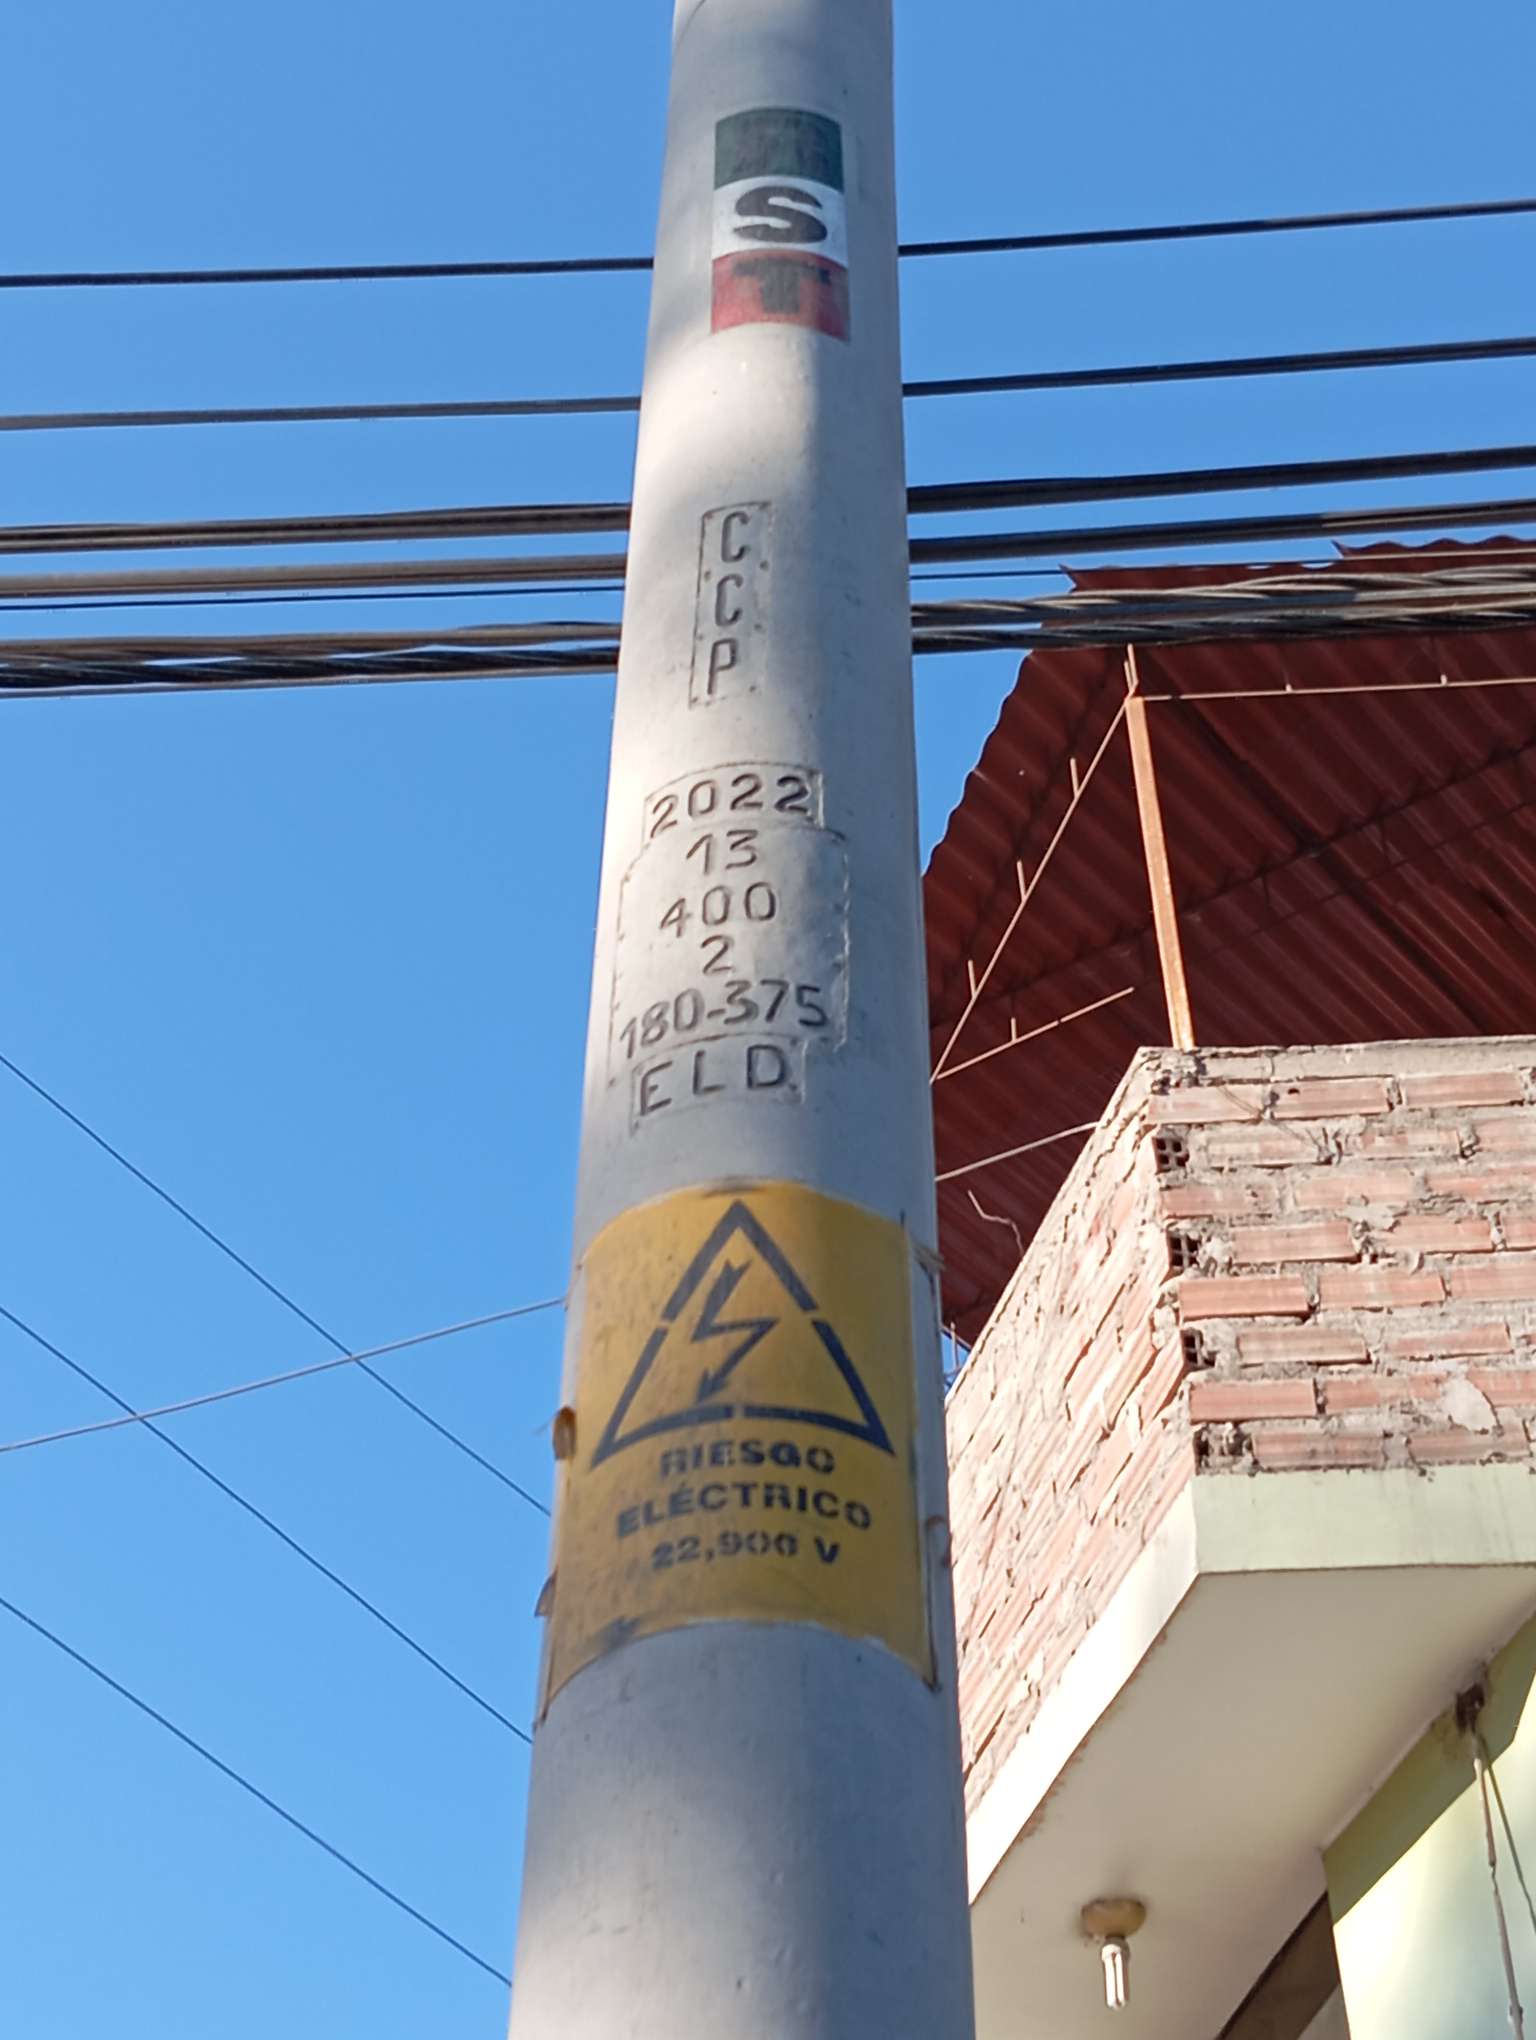 R
S
T
C
C
P
2022
13
400
2
180-375
ELD
RIESGO
ELÉCTRICO
22,900 V